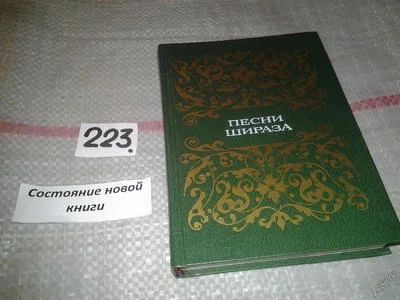 ПЕСНИ
ШИРАЗА
223.
Состояние новой
книги